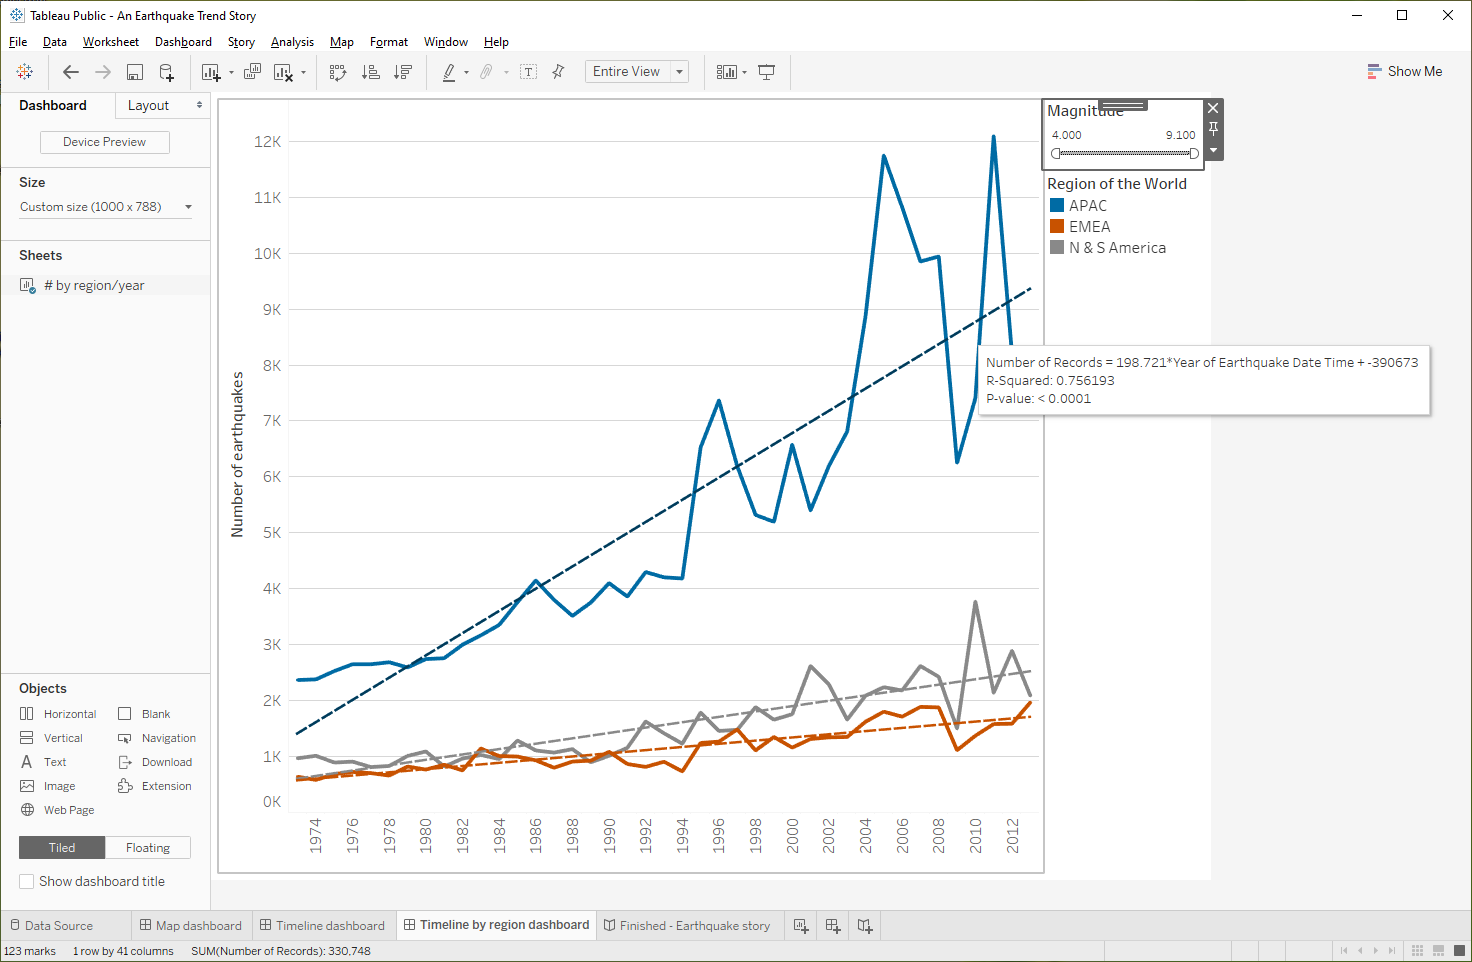 Tableau Public - An Earthquake Trend Story
File Data Worksheet Dashboard Story Analysis Map Format Window Help
Entire View
Show Me
Dashboard Layout
Device Preview
Size
Custom size (1000 x 788)
Sheets
# by region/year
Objects
Horizontal Blank
Vertical Navigation
Text Download
Image Extension
Web Page
Tiled Floating
Show dashboard title
Number of earthquakes
12K
11K
10K
9K
8K
7K
6K
5K
4K
3K
2K
1K
0K
1974 1976 1978 1980 1982 1984 1986 1988 1990 1992 1994 1996 1998 2000 2002 2004 2006 2008 2010 2012
Magnitude
4.000 9.100
Region of the World
APAC
EMEA
N & S America
Number of Records = 198.721*Year of Earthquake Date Time + -390673
R-Squared: 0.756193
P-value: < 0.0001
Data Source Map dashboard Timeline dashboard Timeline by region dashboard Finished - Earthquake story
123 marks 1 row by 41 columns SUM(Number of Records): 330,748